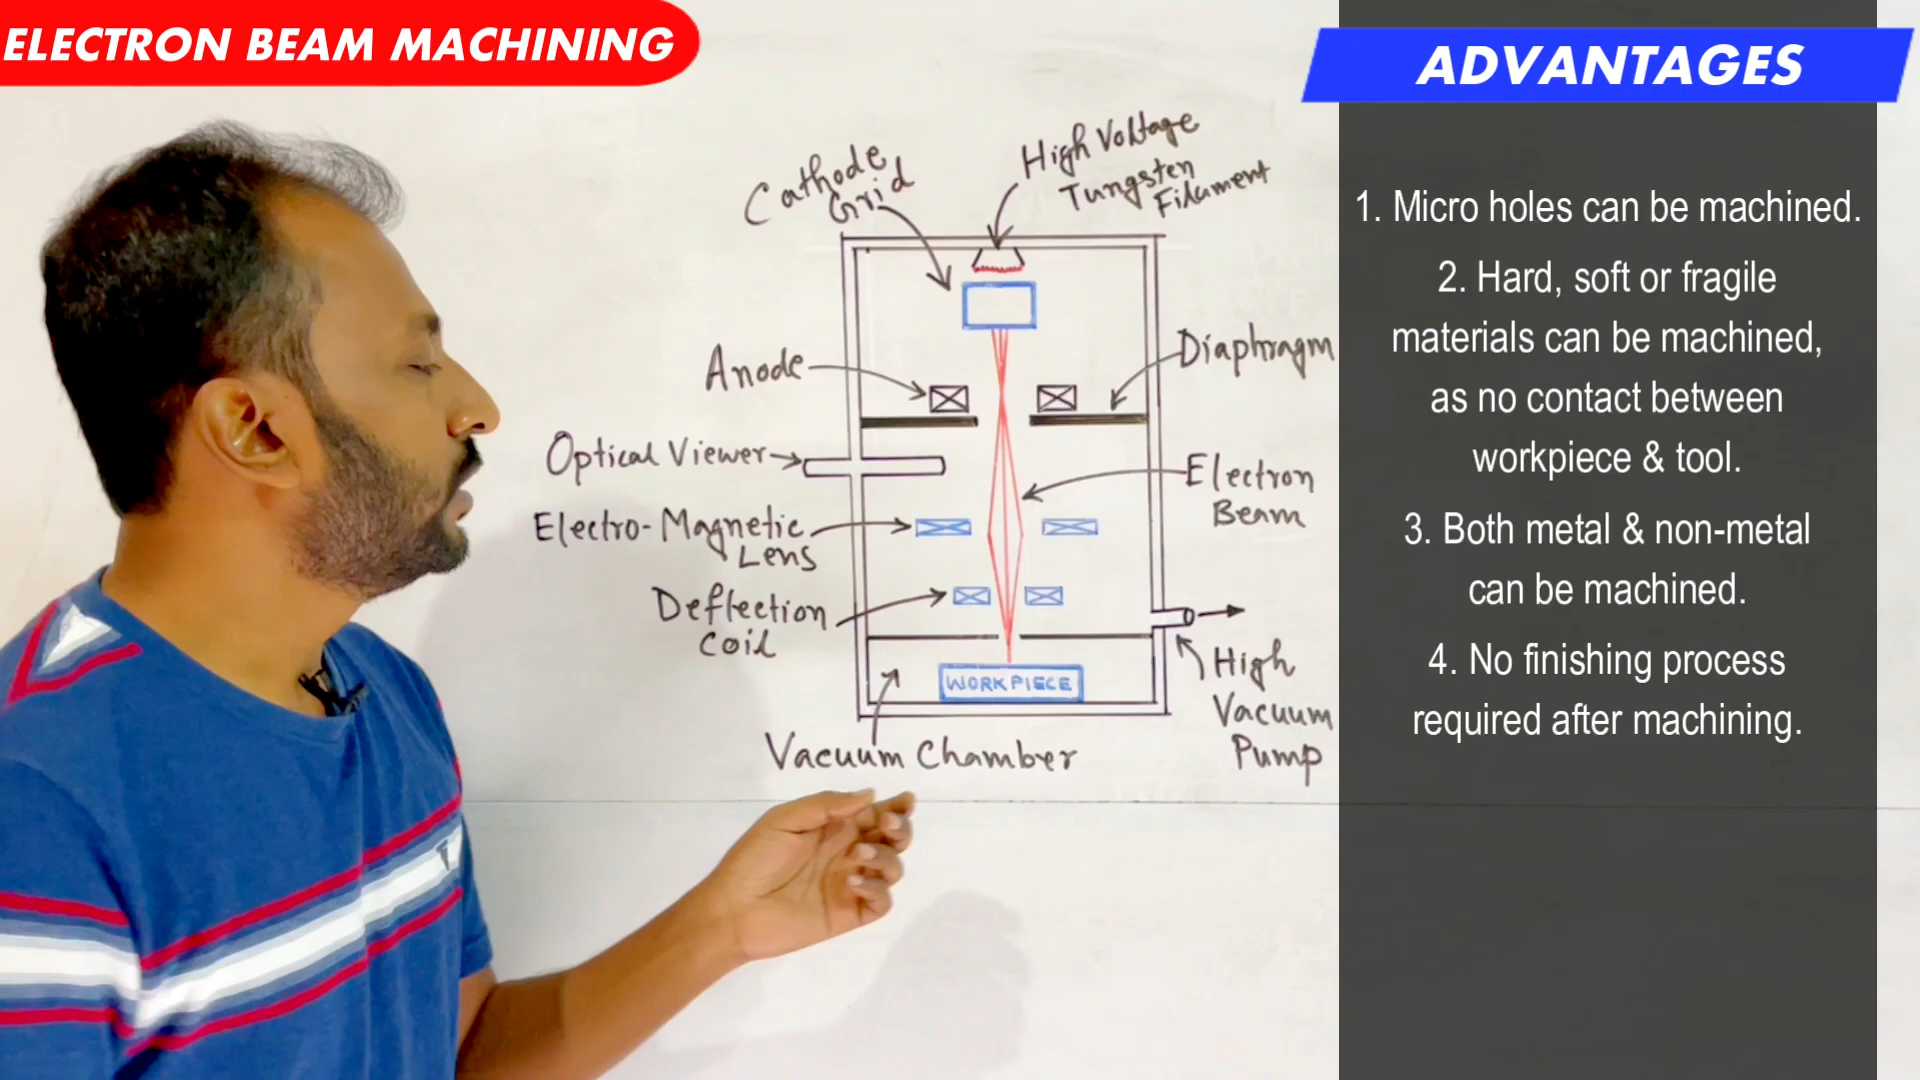 ELECTRON BEAM MACHINING
ADVANTAGES
Cathode
Grid
High Voltage
Tungsten
Filament
Anode
Diaphragm
Optical Viewer
Electron
Beam
Electro-Magnetic
Lens
Deflection
Coil
WORKPIECE
High
Vacuum
Pump
Vacuum Chamber
1. Micro holes can be machined.
2. Hard, soft or fragile
materials can be machined,
as no contact between
workpiece & tool.
3. Both metal & non-metal
can be machined.
4. No finishing process
required after machining.